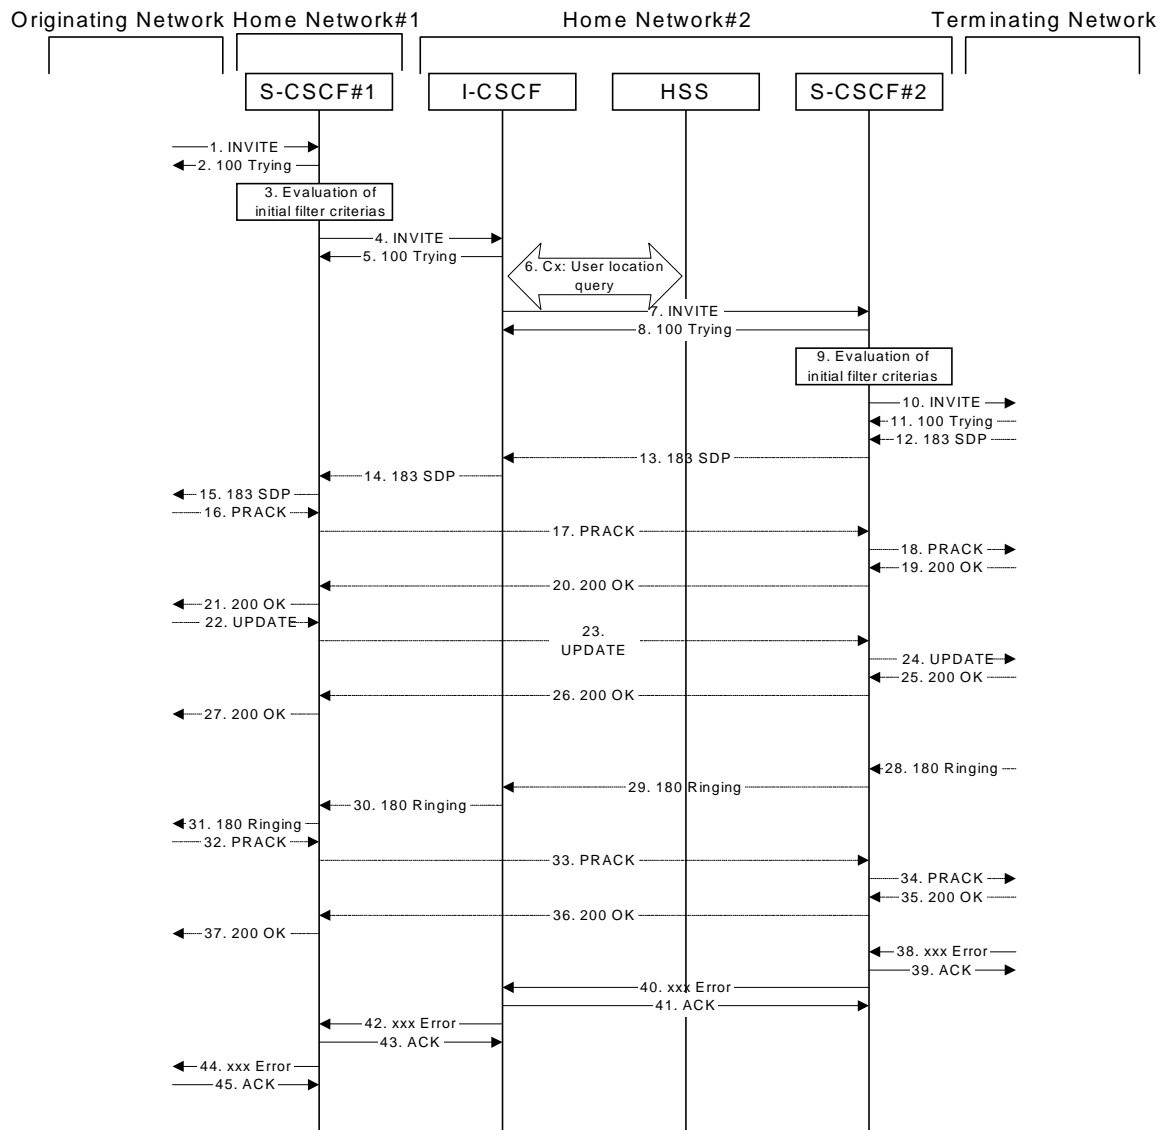 Originating Network Home Network#1 Home Network#2 Terminating Network
S-CSCF#1 I-CSCF HSS S-CSCF#2
1. INVITE
2. 100 Trying
3. Evaluation of
initial filter criterias
4. INVITE
5. 100 Trying
6. Cx: User location
query
7. INVITE
8. 100 Trying
9. Evaluation of
initial filter criterias
10. INVITE
11. 100 Trying
12. 183 SDP
13. 183 SDP
14. 183 SDP
15. 183 SDP
16. PRACK
17. PRACK
18. PRACK
19. 200 OK
20. 200 OK
21. 200 OK
22. UPDATE
23.
UPDATE
24. UPDATE
25. 200 OK
26. 200 OK
27. 200 OK
28. 180 Ringing
29. 180 Ringing
30. 180 Ringing
31. 180 Ringing
32. PRACK
33. PRACK
34. PRACK
35. 200 OK
36. 200 OK
37. 200 OK
38. xxx Error
39. ACK
40. xxx Error
41. ACK
42. xxx Error
43. ACK
44. xxx Error
45. ACK